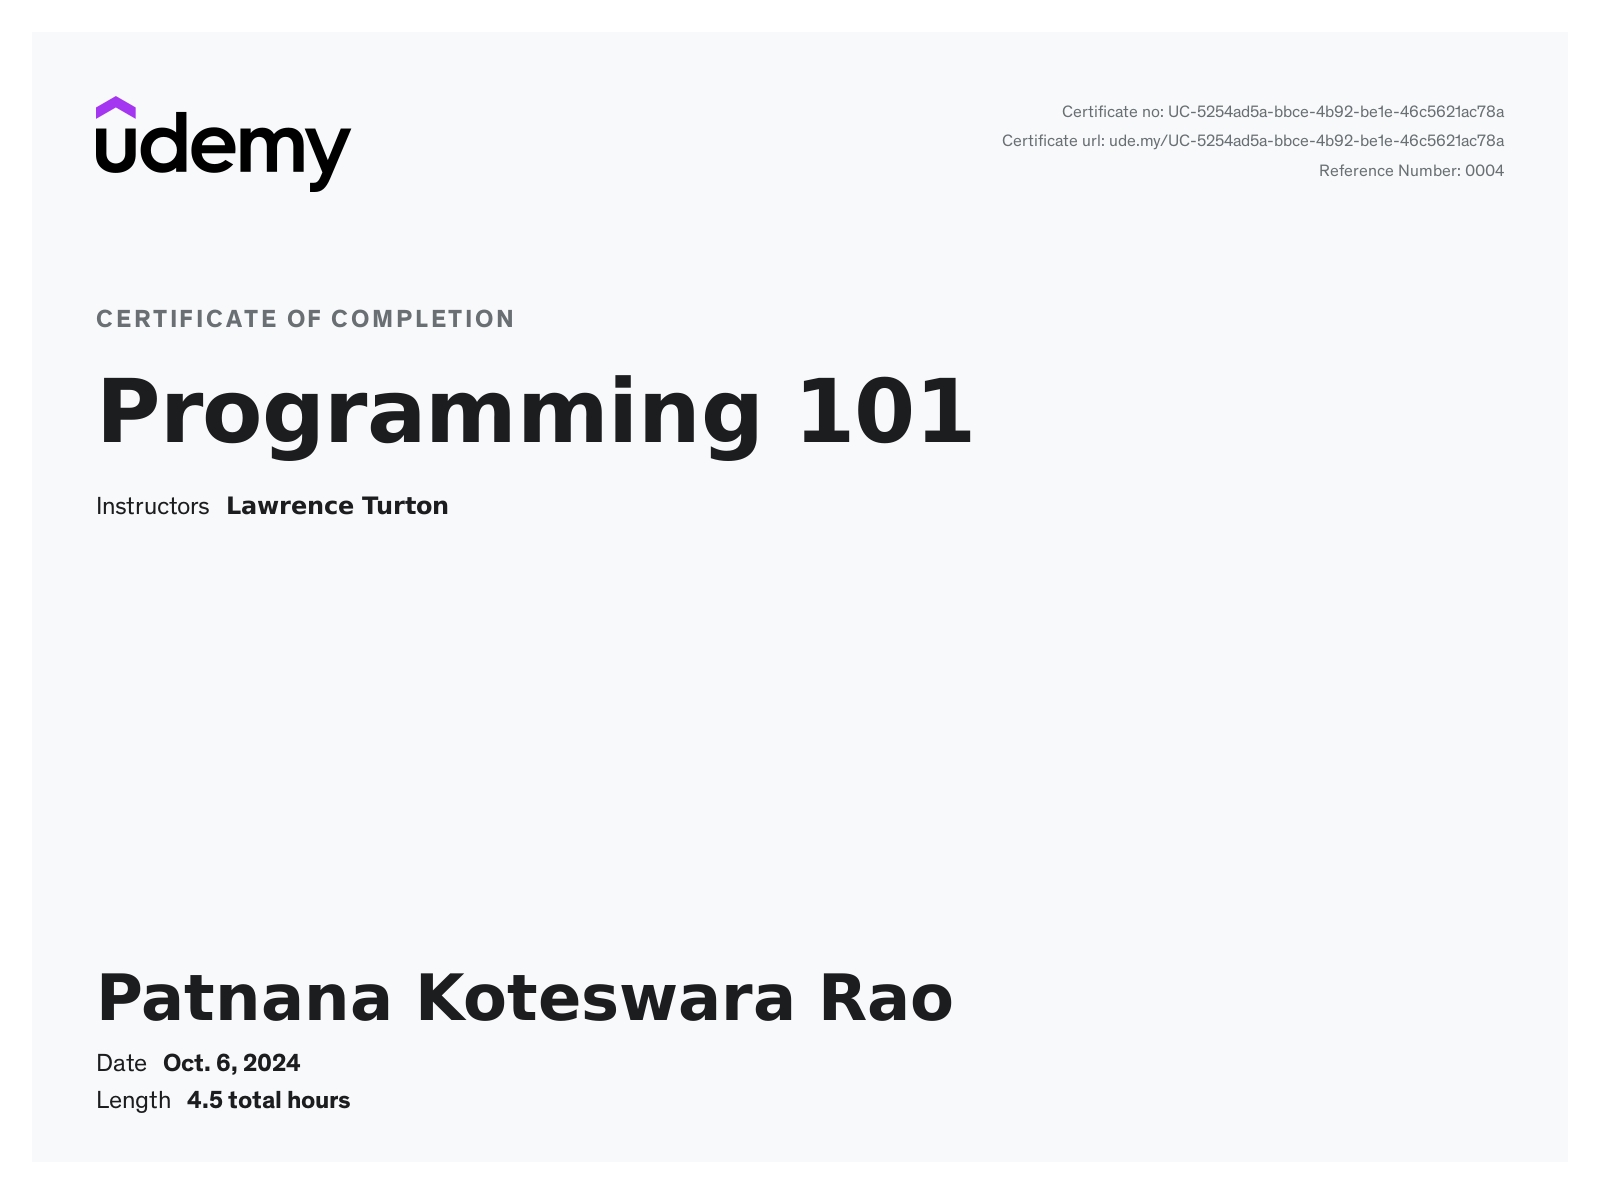 udemy
Certificate no: UC-5254ad5a-bbce-4b92-be1e-46c5621ac78a
Certificate url: ude.my/UC-5254ad5a-bbce-4b92-be1e-46c5621ac78a
Reference Number: 0004
CERTIFICATE OF COMPLETION
Programming 101
Instructors Lawrence Turton
Patnana Koteswara Rao
Date Oct. 6, 2024
Length 4.5 total hours